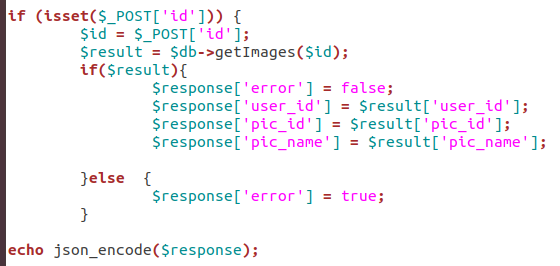 if (isset($_POST['id'])) {
$id = $_POST['id'];
$result = $db->getImages($id);
if($result){
$response['error'] = false;
$response['user_id'] = $result['user_id'];
$response['pic_id'] = $result['pic_id'];
$response['pic_name'] = $result['pic_name'];
}else  {
$response['error'] = true;
}
echo json_encode($response);